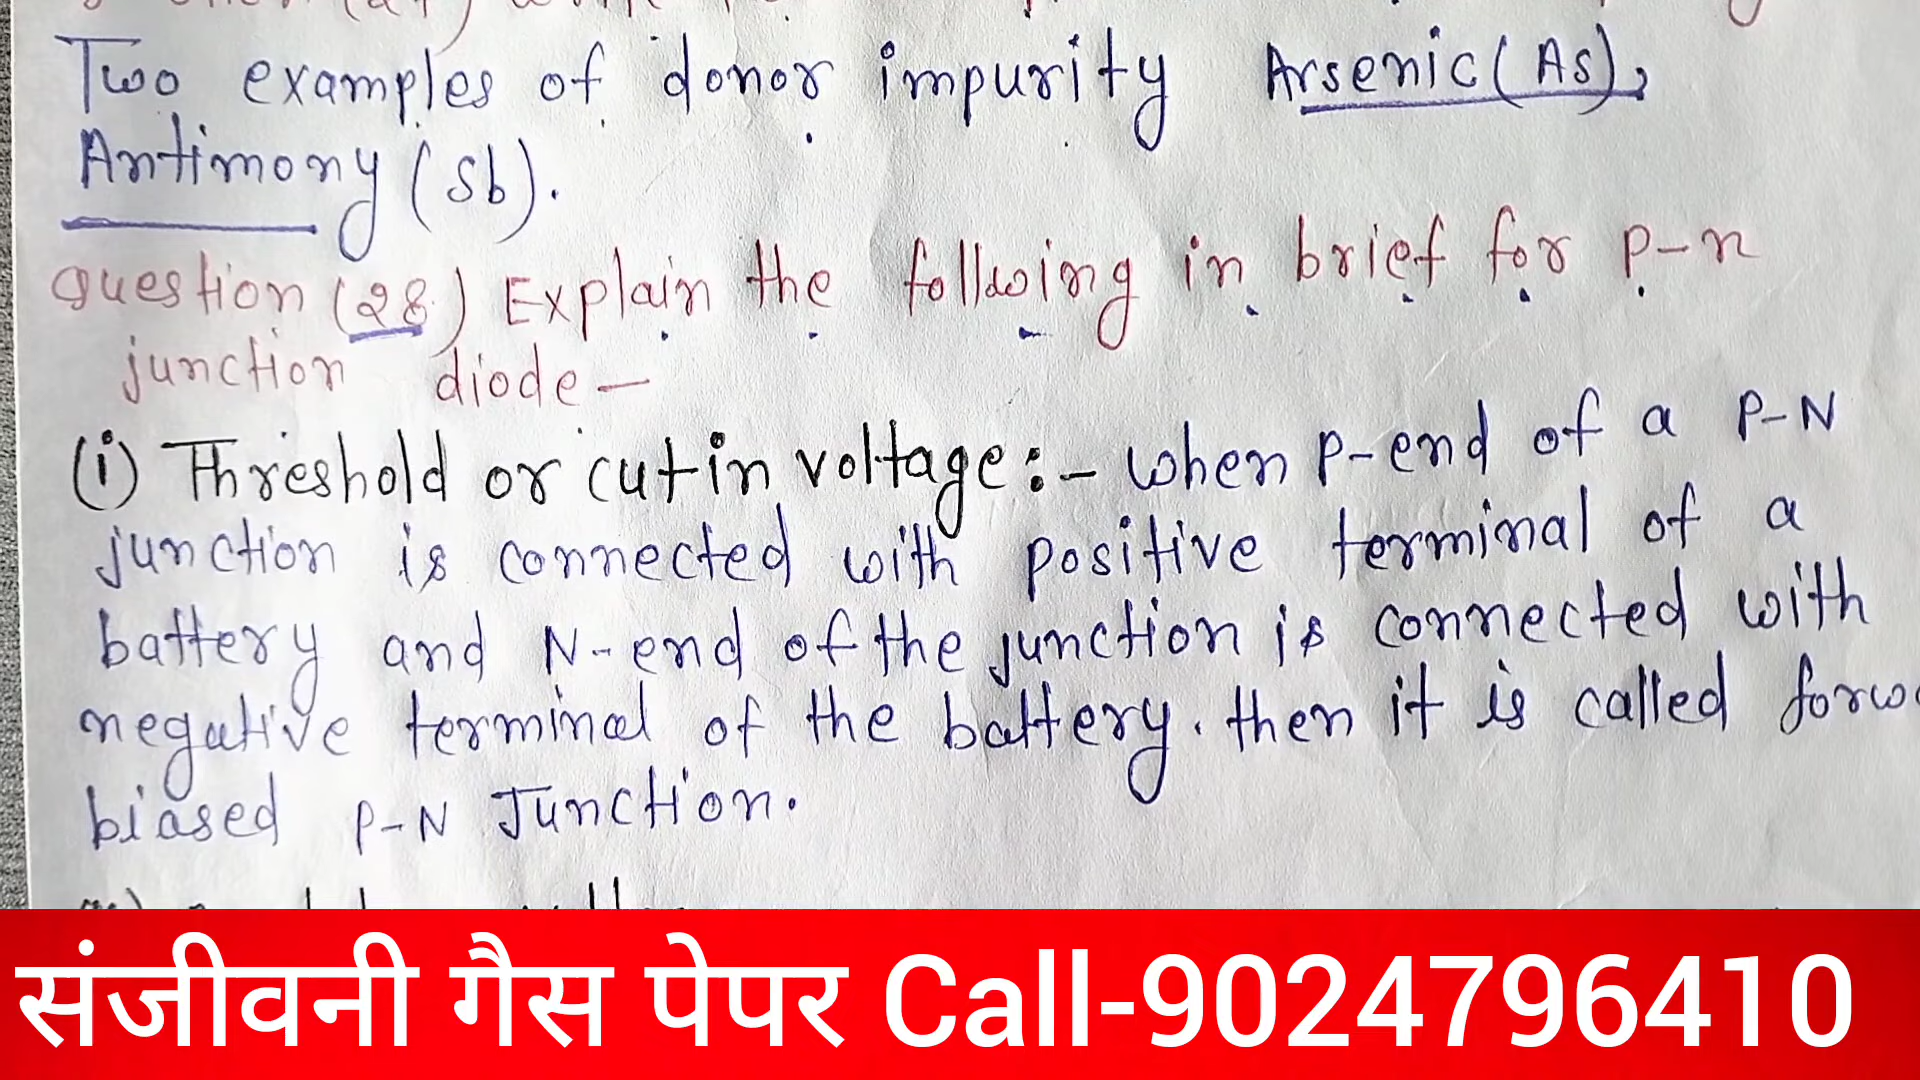 Two examples of donor impurity Arsenic(As),
Antimony(Sb).
question (28) Explain the following in brief for p-n
junction diode-
(i) Threshold or cut in voltage:- when p-end of a P-N
junction is connected with positive terminal of a
battery and N-end of the junction is connected with
negative terminal of the battery. then it is called forwa
biased P-N Junction.
संजीवनी गैस पेपर Call-9024796410